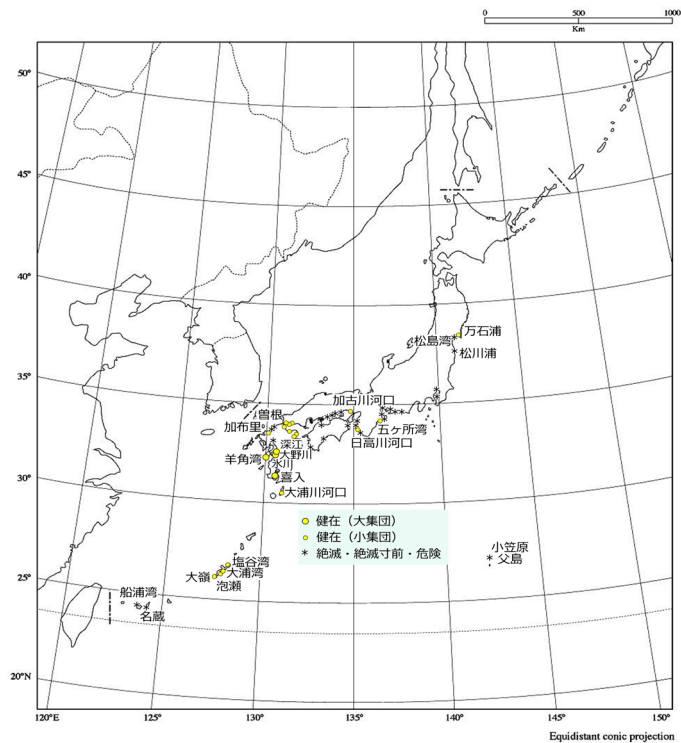 0 500 1000
Km
50°
45°
40°
35°
30°
25°
20°N
万石浦
松島湾
松川浦
加古川河口
曽根
加布里
五ヶ所湾
日高川河口
深江
大野川
羊角湾
氷川
喜入
大浦川河口
健在（大集団）
健在（小集団）
絶滅・絶滅寸前・危険
小笠原
父島
塩谷湾
大嶺
大浦湾
泡瀬
船浦湾
名蔵
120°E 125° 130° 135° 140° 145° 150°
Equidistant conic projection